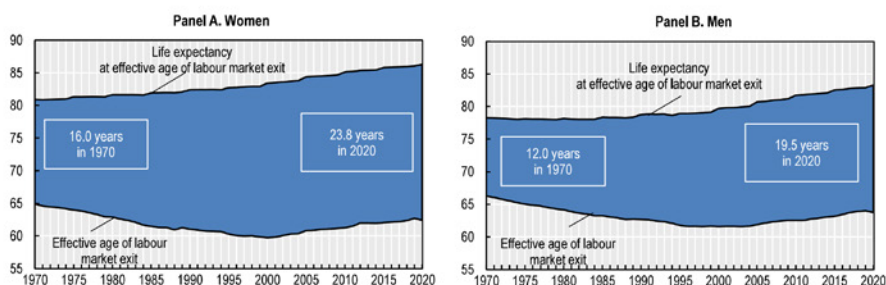 Panel A. Women
90
85
80
75
70
65
60
55
1970 1975 1980 1985 1990 1995 2000 2005 2010 2015 2020
Life expectancy
at effective age of labour market exit
16.0 years
in 1970
23.8 years
in 2020
Effective age of labour
market exit
Panel B. Men
90
85
80
75
70
65
60
55
1970 1975 1980 1985 1990 1995 2000 2005 2010 2015 2020
Life expectancy
at effective age of labour market exit
12.0 years
in 1970
19.5 years
in 2020
Effective age of labour
market exit